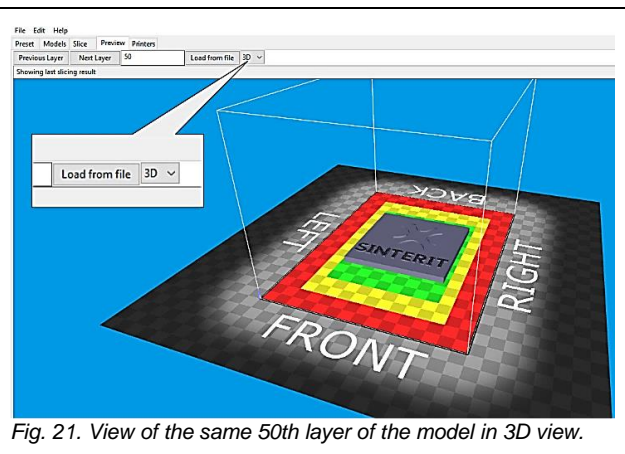 File Edit Help
Preset Models Slice Preview Printers
Previous Layer Next Layer 50 Load from file 3D
Showing last slicing result
Load from file 3D
BACK
LEFT
SINTERIT
RIGHT
FRONT
Fig. 21. View of the same 50th layer of the model in 3D view.